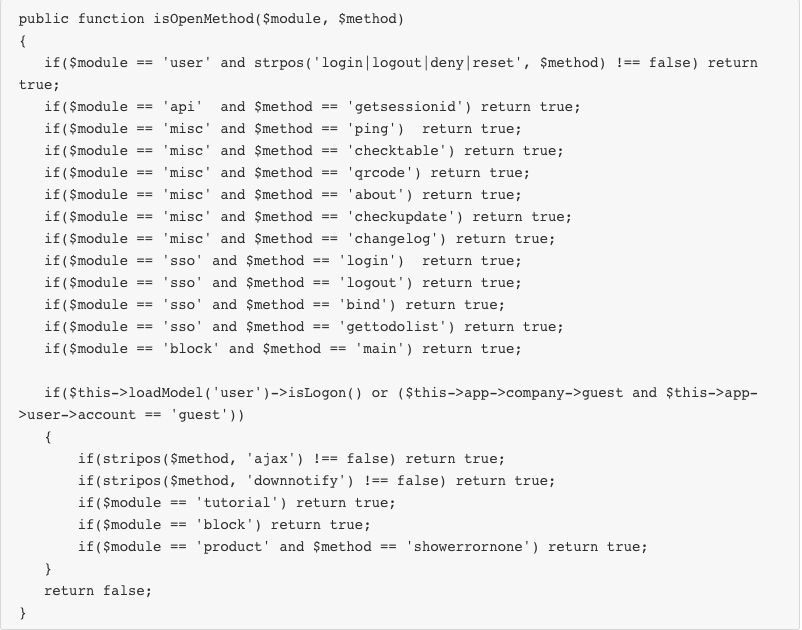 public function isOpenMethod($module, $method)
{
   if($module == 'user' and strpos('login|logout|deny|reset', $method) !== false) return
true;
   if($module == 'api'  and $method == 'getsessionid') return true;
   if($module == 'misc' and $method == 'ping')  return true;
   if($module == 'misc' and $method == 'checktable') return true;
   if($module == 'misc' and $method == 'qrcode') return true;
   if($module == 'misc' and $method == 'about') return true;
   if($module == 'misc' and $method == 'checkupdate') return true;
   if($module == 'misc' and $method == 'changelog') return true;
   if($module == 'sso' and $method == 'login')  return true;
   if($module == 'sso' and $method == 'logout') return true;
   if($module == 'sso' and $method == 'bind') return true;
   if($module == 'sso' and $method == 'gettodolist') return true;
   if($module == 'block' and $method == 'main') return true;

   if($this->loadModel('user')->isLogon() or ($this->app->company->guest and $this->app-
>user->account == 'guest'))
   {
       if(stripos($method, 'ajax') !== false) return true;
       if(stripos($method, 'downnotify') !== false) return true;
       if($module == 'tutorial') return true;
       if($module == 'block') return true;
       if($module == 'product' and $method == 'showerrornone') return true;
   }
   return false;
}